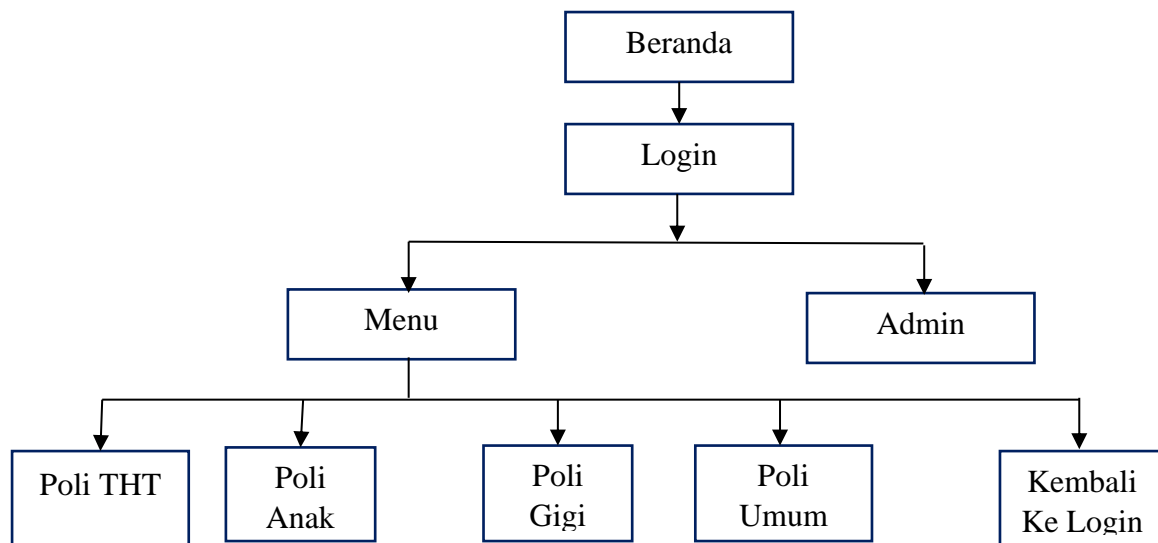 Beranda
Login
Menu
Admin
Poli THT
Poli
Anak
Poli
Gigi
Poli
Umum
Kembali
Ke Login